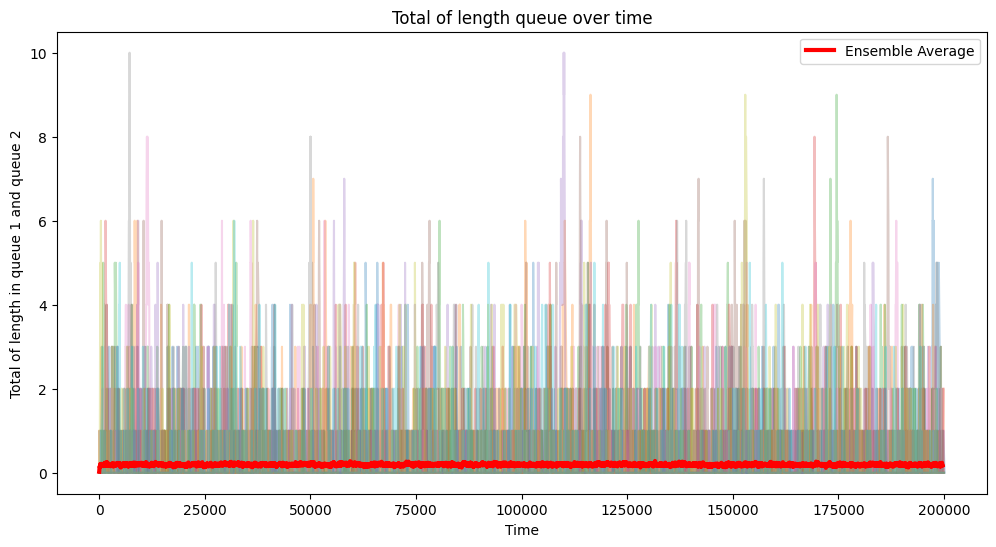 Total of length queue over time
Ensemble Average
Total of length in queue 1 and queue 2
10
8
6
4
2
0
0 25000 50000 75000 100000 125000 150000 175000 200000
Time